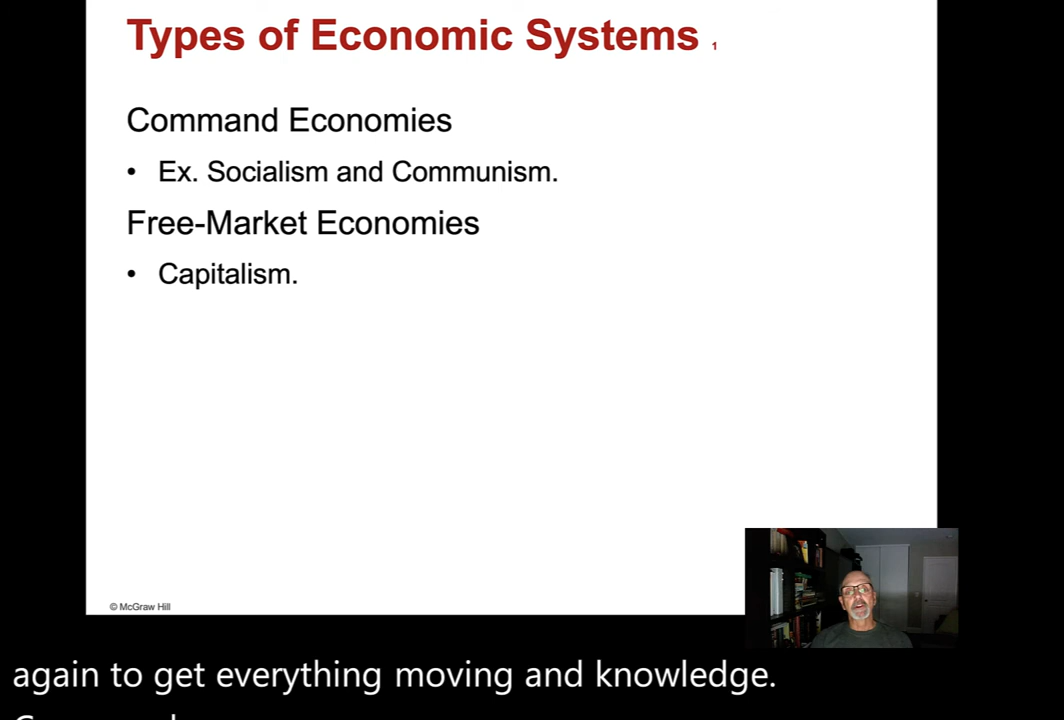 Types of Economic Systems 1
Command Economies
• Ex. Socialism and Communism.
Free-Market Economies
• Capitalism.
© McGraw Hill
again to get everything moving and knowledge.